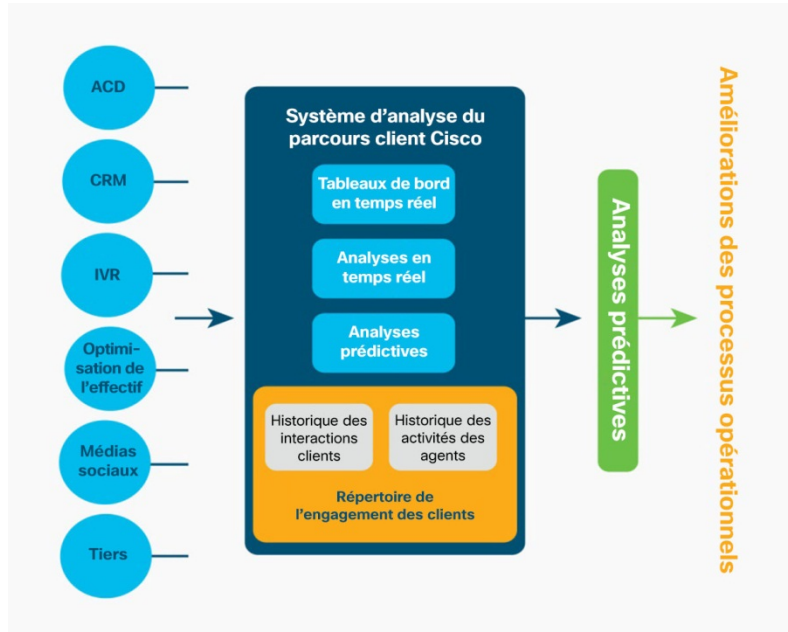 ACD
CRM
IVR
Optimi-
sation de
l'effectif
Médias
sociaux
Tiers
Système d'analyse du
parcours client Cisco
Tableaux de bord
en temps réel
Analyses en
temps réel
Analyses
prédictives
Historique des
interactions
clients
Historique des
activités des
agents
Répertoire de
l'engagement des clients
Analyses prédictives
Améliorations des processus opérationnels